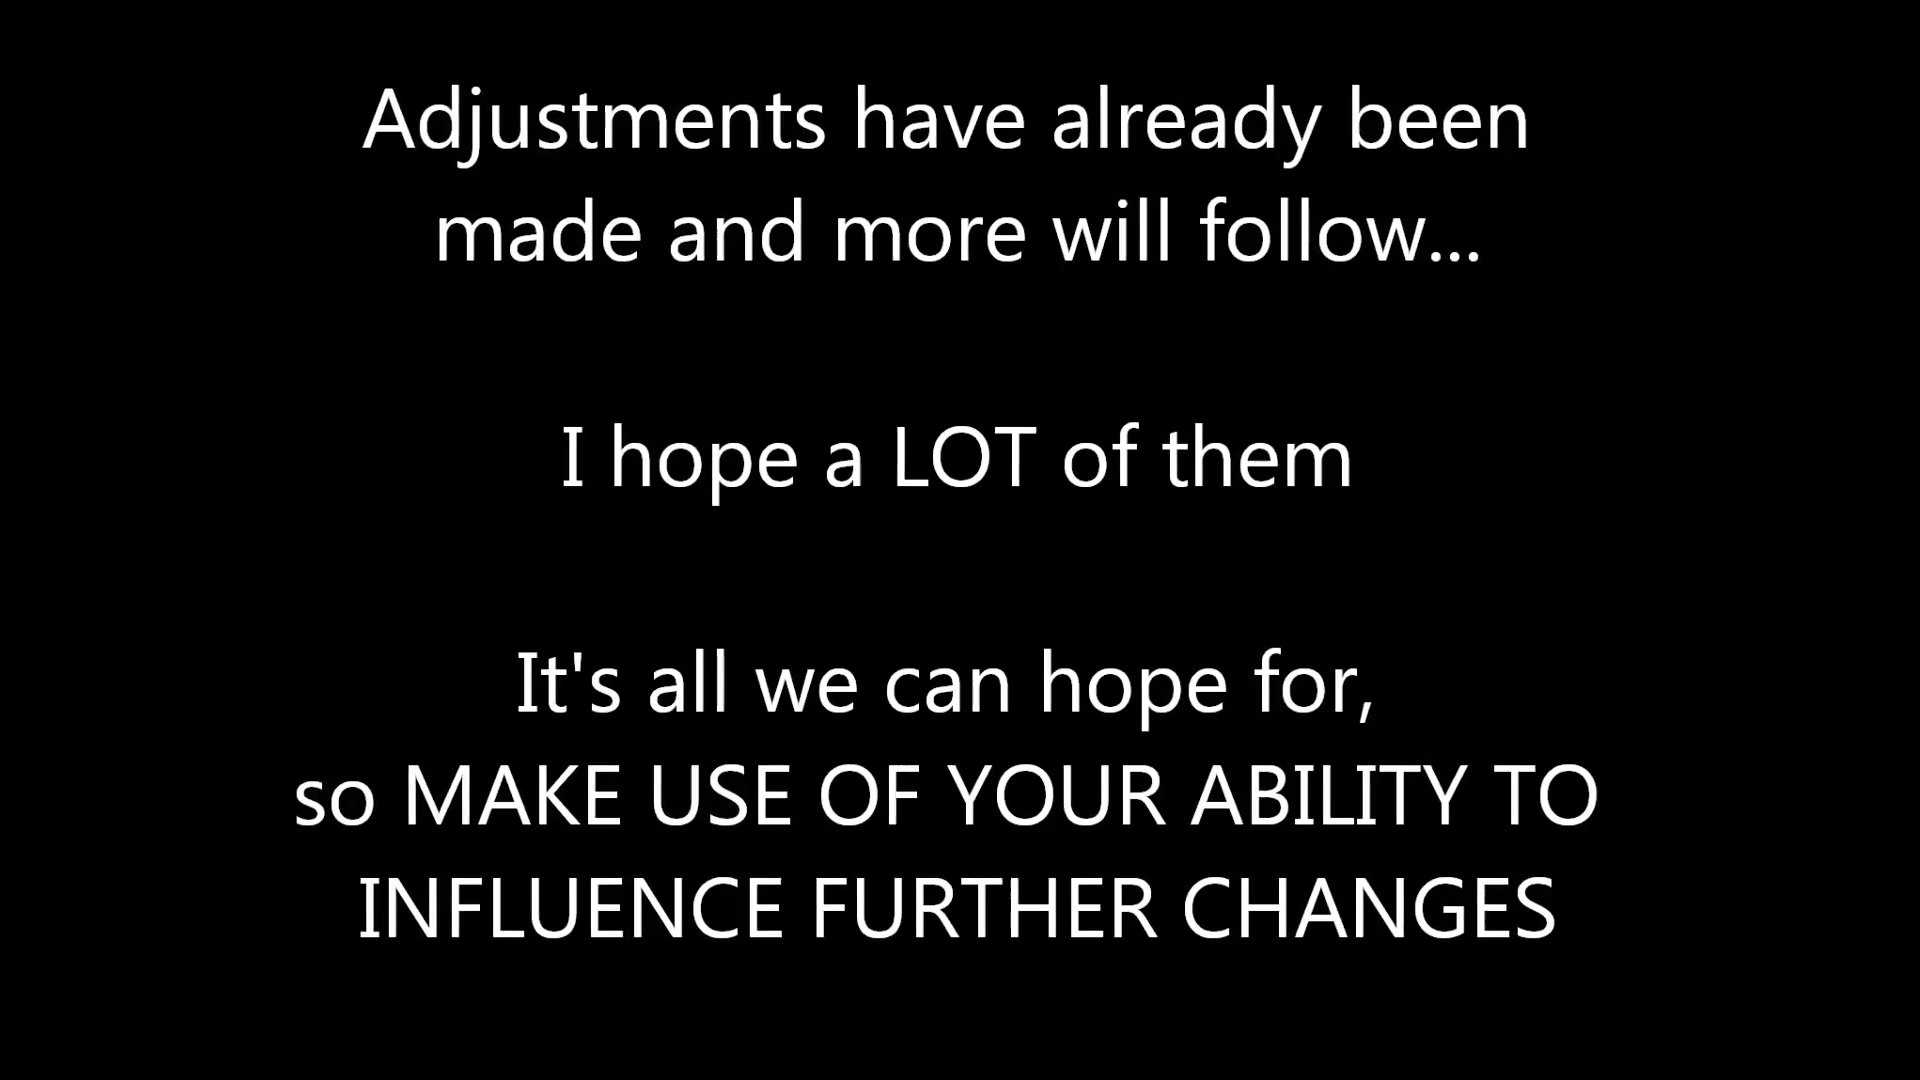 Adjustments have already been
made and more will follow...
I hope a LOT of them
It's all we can hope for,
so MAKE USE OF YOUR ABILITY TO
INFLUENCE FURTHER CHANGES